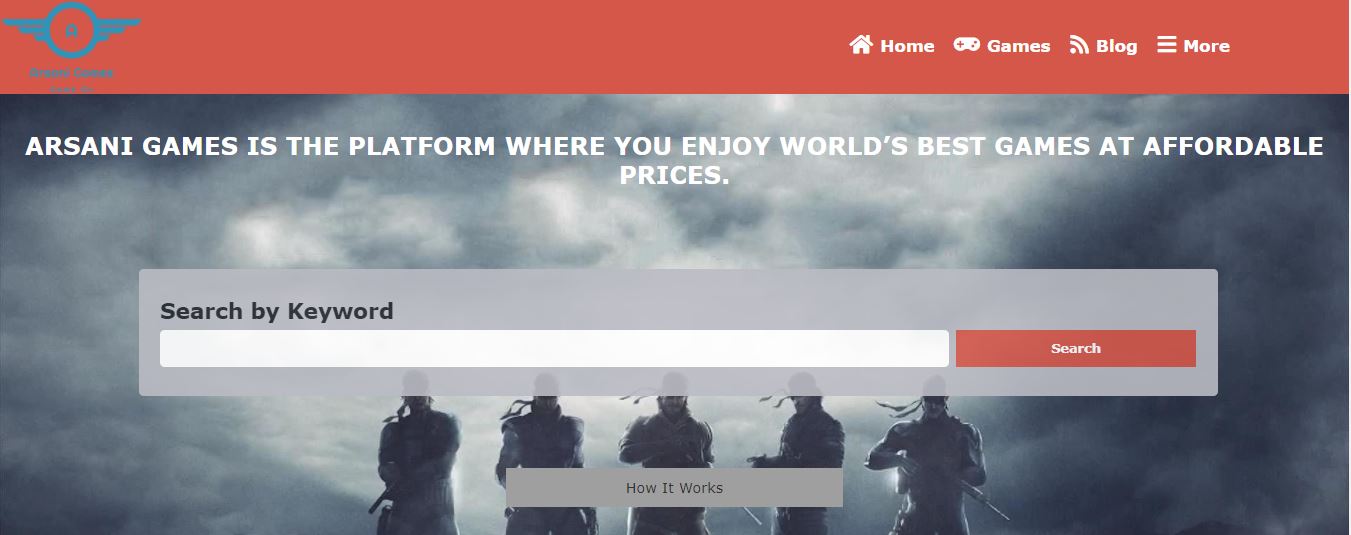 A
Arsani Games
Home
Games
Blog
More
ARSANI GAMES IS THE PLATFORM WHERE YOU ENJOY WORLD’S BEST GAMES AT AFFORDABLE
PRICES.
Search by Keyword
Search
How It Works